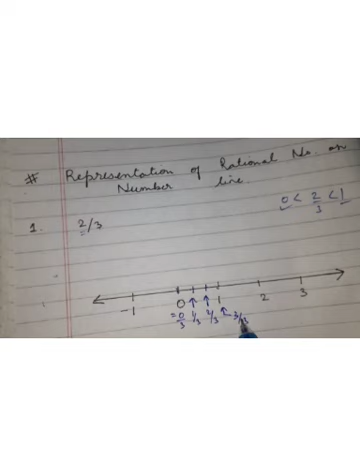 # Representation of Rational No. on
Number line.
0 < 2/3 < 1
1. 2/3
-1 0 1 2 3
= 0/3 1/3 2/3 3/3